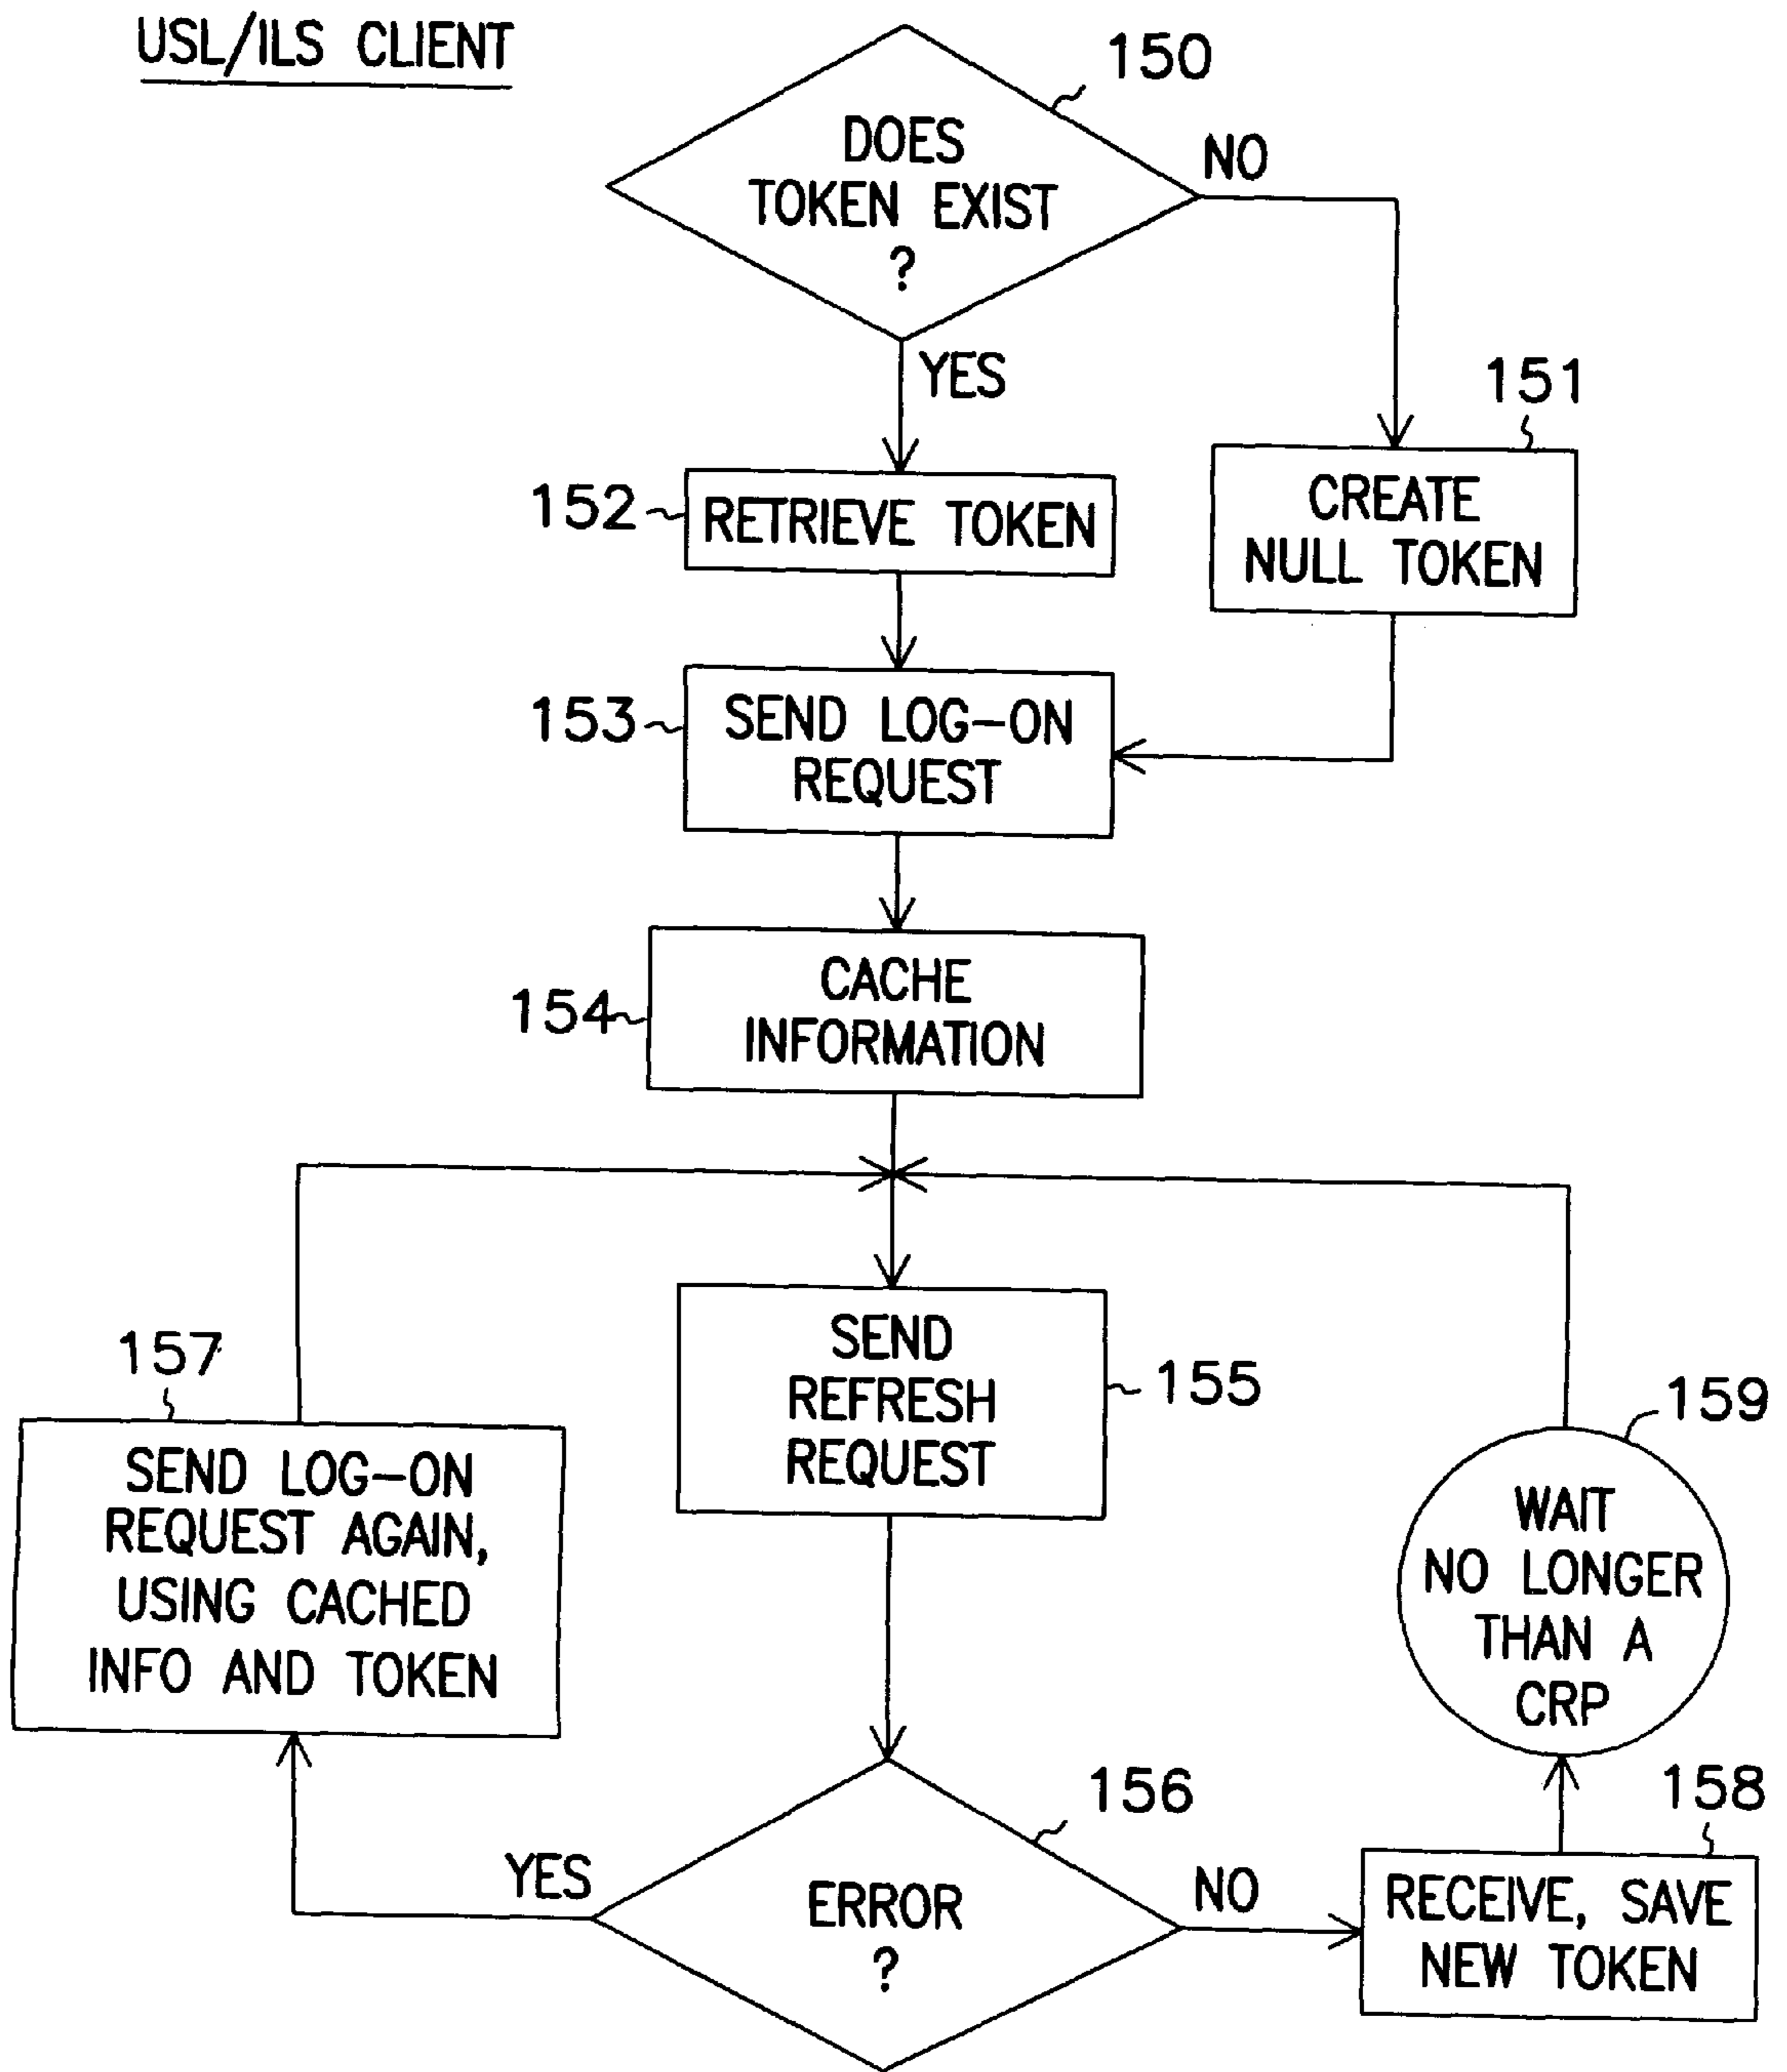 USL/ILS CLIENT
150
DOES
TOKEN EXIST
?
NO
YES
151
CREATE
NULL TOKEN
152
RETRIEVE TOKEN
153
SEND LOG-ON
REQUEST
154
CACHE
INFORMATION
155
SEND
REFRESH
REQUEST
157
SEND LOG-ON
REQUEST AGAIN,
USING CACHED
INFO AND TOKEN
159
WAIT
NO LONGER
THAN A
CRP
156
ERROR
?
YES
NO
158
RECEIVE, SAVE
NEW TOKEN